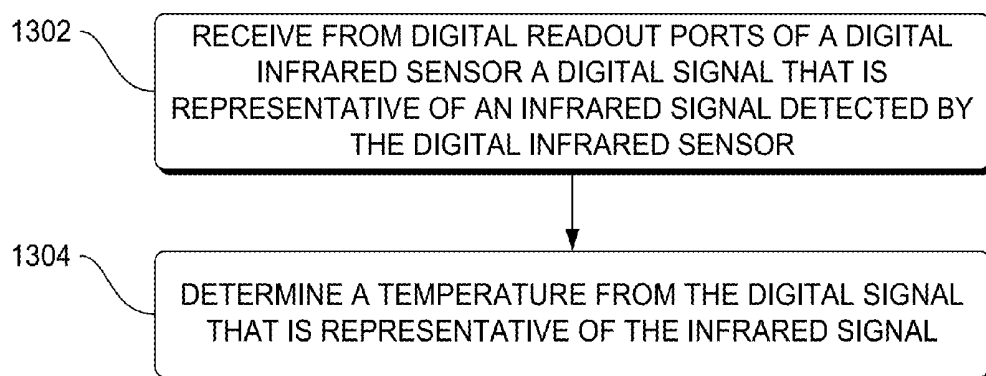 1302
RECEIVE FROM DIGITAL READOUT PORTS OF A DIGITAL
INFRARED SENSOR A DIGITAL SIGNAL THAT IS
REPRESENTATIVE OF AN INFRARED SIGNAL DETECTED BY
THE DIGITAL INFRARED SENSOR
1304
DETERMINE A TEMPERATURE FROM THE DIGITAL SIGNAL
THAT IS REPRESENTATIVE OF THE INFRARED SIGNAL